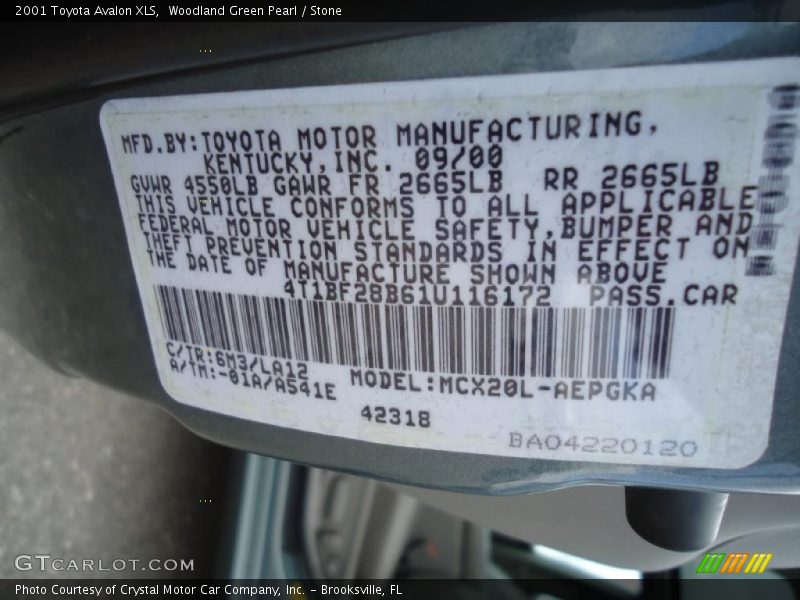 2001 Toyota Avalon XLS,  Woodland Green Pearl / Stone
MFD.BY:TOYOTA MOTOR MANUFACTURING,
KENTUCKY,INC. 09/00
GVWR 4550LB GAWR FR 2665LB RR 2665LB
THIS VEHICLE CONFORMS TO ALL APPLICABLE
FEDERAL MOTOR VEHICLE SAFETY,BUMPER AND
THEFT PREVENTION STANDARDS IN EFFECT ON
THE DATE OF MANUFACTURE SHOWN ABOVE
4T1BF28B61U116172 PASS.CAR
C/TR:6M3/LA12
A/TM:-01A/A541E MODEL:MCX20L-AEPGKA
42318
BA04220120
GTCARLOT.COM
Photo Courtesy of Crystal Motor Car Company, Inc. - Brooksville, FL